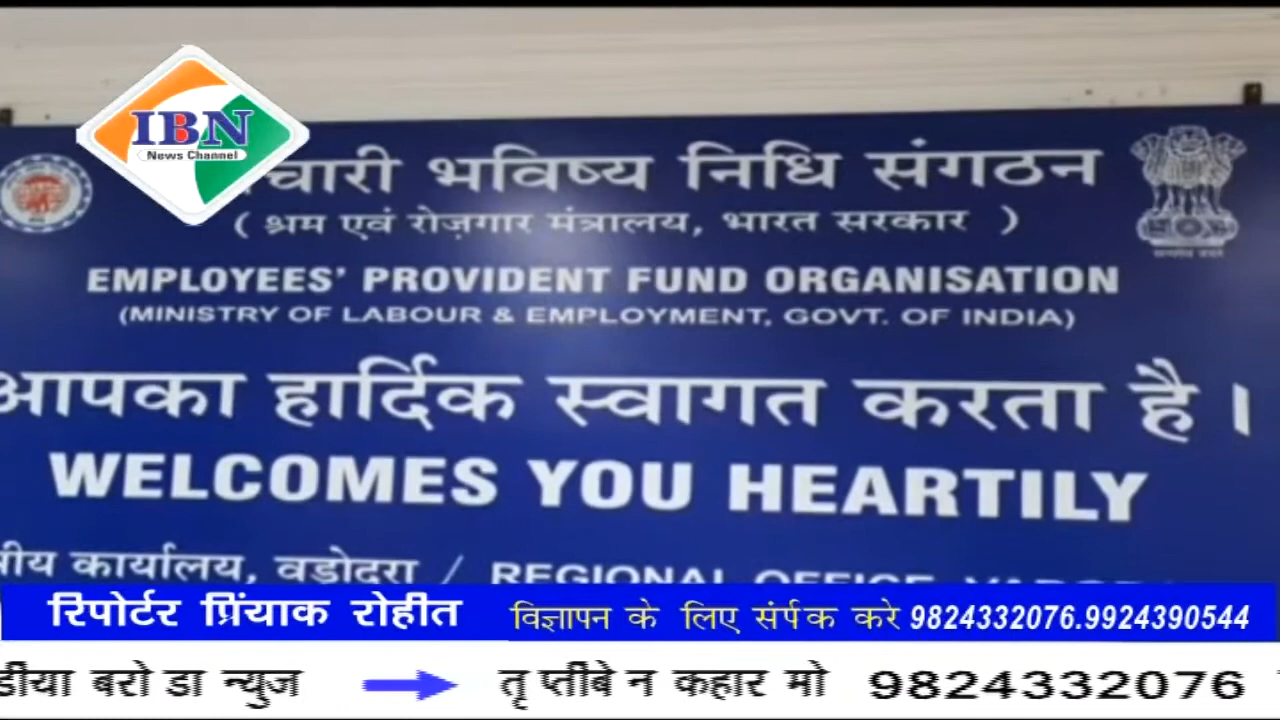 IBN
News Channel
भविष्य निधि संगठन
( श्रम एवं रोज़गार मंत्रालय, भारत सरकार )
EMPLOYEES' PROVIDENT FUND ORGANISATION
(MINISTRY OF LABOUR & EMPLOYMENT, GOVT. OF INDIA)
आपका हार्दिक स्वागत करता है।
WELCOMES YOU HEARTILY
कार्यालय, वडोदरा / REGIONAL OFFICE
रिपोर्टर प्रिंयाक रोहीत विज्ञापन के लिए संर्पक करे 9824332076.9924390544
बरो डा न्युज तृ प्तीबे न कहार मो 9824332076